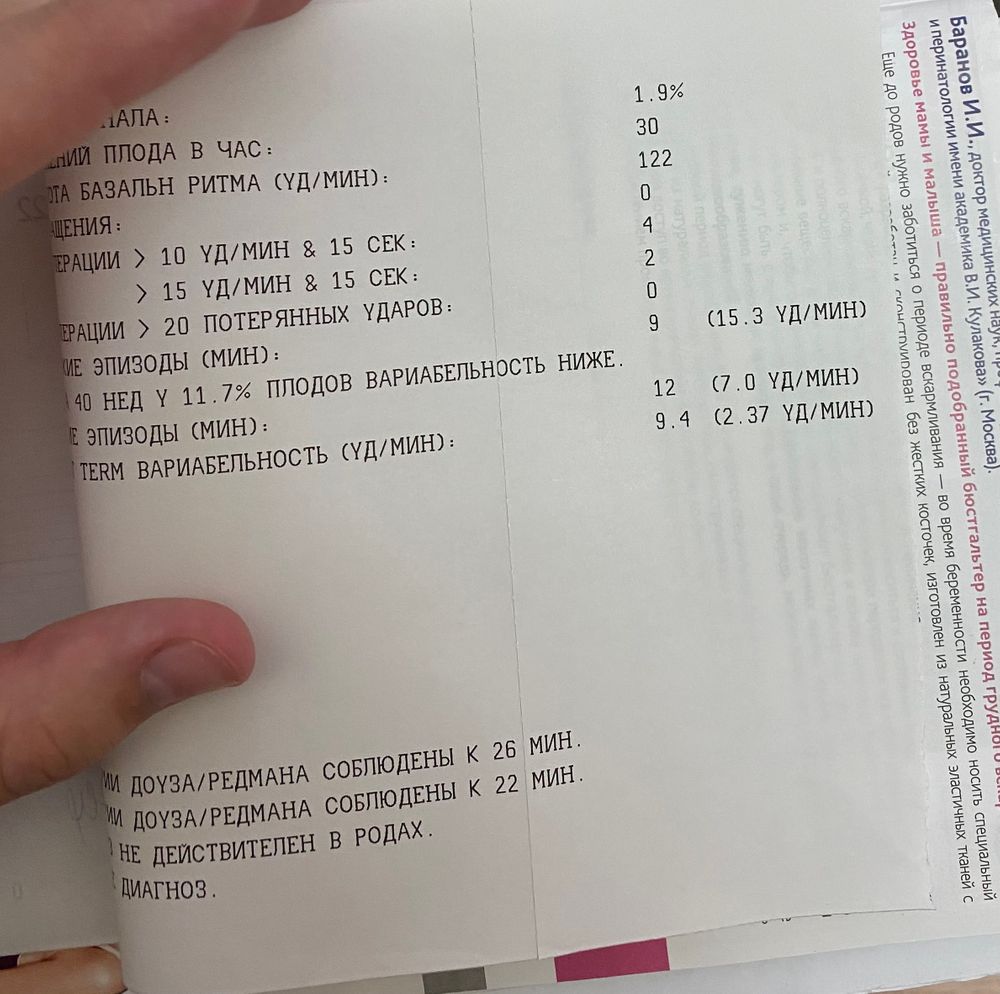 НАЛА: 1.9%
ЕНИЙ ПЛОДА В ЧАС: 30
ОТА БАЗАЛЬН РИТМА (УД/МИН): 122
АЩЕНИЯ: 0
ЕРАЦИИ > 10 УД/МИН & 15 СЕК: 4
> 15 УД/МИН & 15 СЕК: 2
ЕРАЦИИ > 20 ПОТЕРЯННЫХ УДАРОВ: 0
ИЕ ЭПИЗОДЫ (МИН): 9 (15.3 УД/МИН)
40 НЕД У 11.7% ПЛОДОВ ВАРИАБЕЛЬНОСТЬ НИЖЕ.
Е ЭПИЗОДЫ (МИН): 12 (7.0 УД/МИН)
TERM ВАРИАБЕЛЬНОСТЬ (УД/МИН): 9.4 (2.37 УД/МИН)
ИИ ДОУЗА/РЕДМАНА СОБЛЮДЕНЫ К 26 МИН.
ИИ ДОУЗА/РЕДМАНА СОБЛЮДЕНЫ К 22 МИН.
НЕ ДЕЙСТВИТЕЛЕН В РОДАХ.
ДИАГНОЗ.
Баранов И.И., доктор медицинских наук,
и перинатологии имени академика В.И. Кулакова» (г. Москва).
Здоровье мамы и малыша — правильно подобранный бюстгальтер на период грудного
Еще до родов нужно заботиться о периоде вскармливания — во время беременности необходимо носить специальный
и сконструирован без жестких косточек, изготовлен из натуральных эластичных тканей с